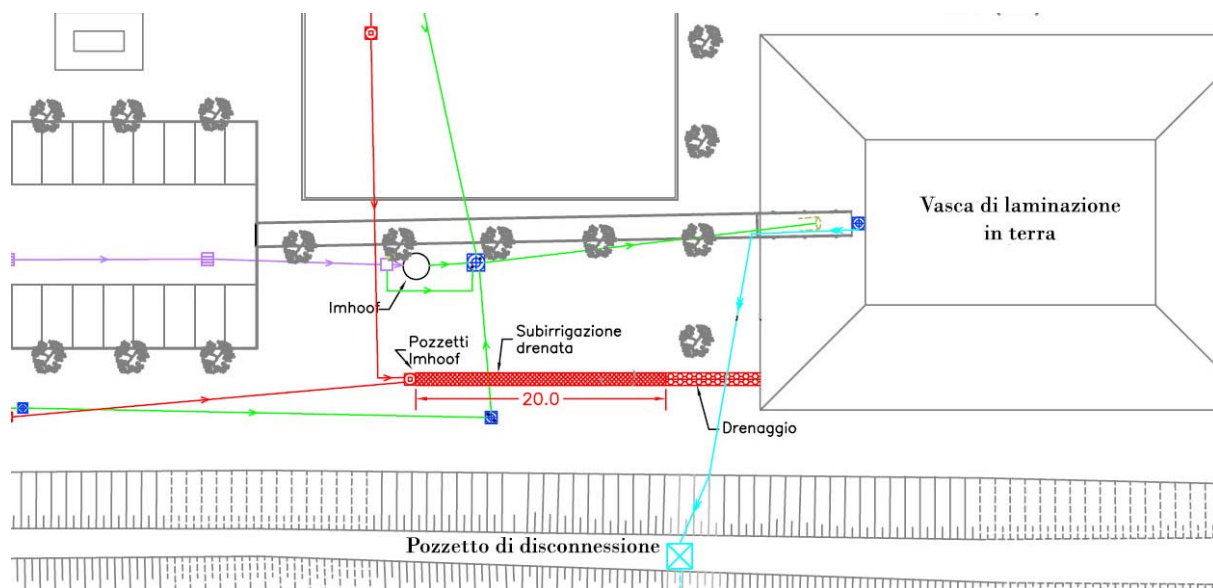 Vasca di laminazione
in terra
Imhoof
Pozzetti
Imhoof
Subirrigazione
drenata
20.0
Drenaggio
Pozzetto di disconnessione